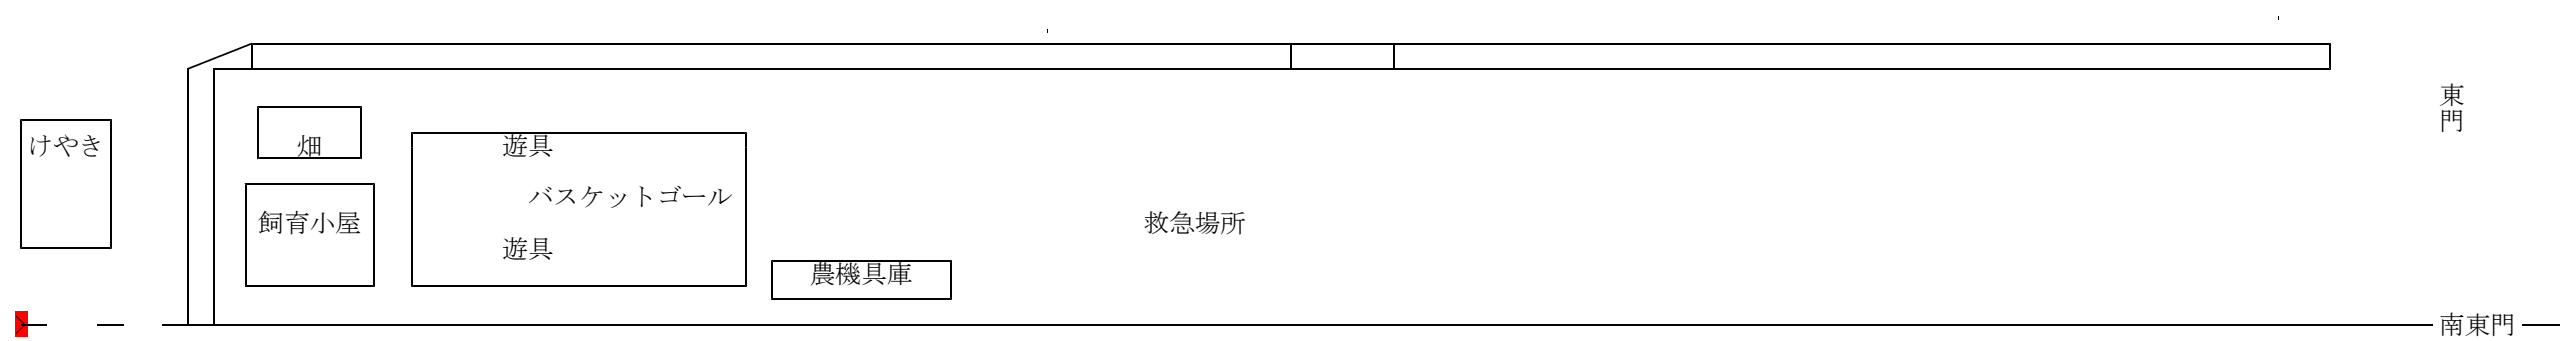 東門
けやき
畑
遊具
バスケットゴール
飼育小屋
救急場所
遊具
農機具庫
南東門